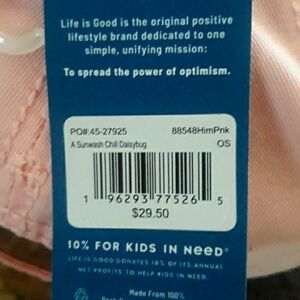 Life is Good is the original positive
lifestyle brand dedicated to one
simple, unifying mission:
To spread the power of optimism.
PO#:45-27925 88548HimPnk
A.Sunwash Chill Daisybug OS
1 96293 77526 5
$29.50
10% FOR KIDS IN NEED®
LIFE IS GOOD DONATES 10% OF ITS ANNUAL
NET PROFITS TO HELP KIDS IN NEED.
Made From 100%